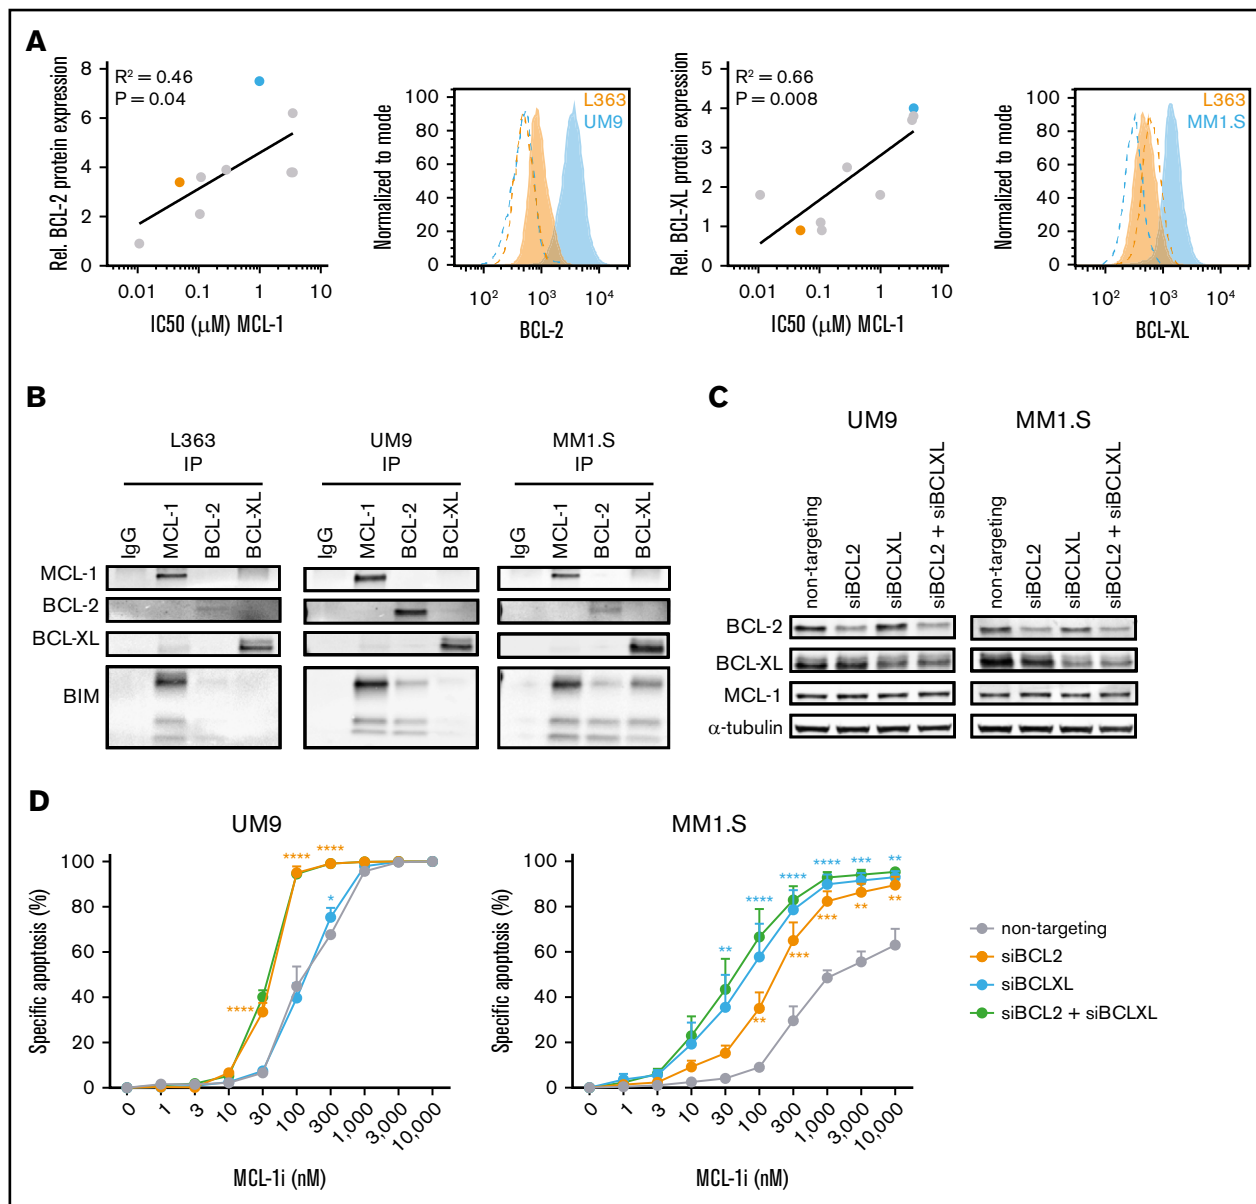 A
Rel. BCL-2 protein expression
R² = 0.46
P = 0.04
8
6
4
2
0
0.01 0.1 1 10
IC50 (μM) MCL-1
Normalized to mode
L363
UM9
100
80
60
40
20
0
10² 10³ 10⁴
BCL-2
Rel. BCL-XL protein expression
R² = 0.66
P = 0.008
5
4
3
2
1
0
0.01 0.1 1 10
IC50 (μM) MCL-1
Normalized to mode
L363
MM1.S
100
80
60
40
20
0
10² 10³ 10⁴
BCL-XL
B
L363
IP
UM9
IP
MM1.S
IP
IgG MCL-1 BCL-2 BCL-XL
IgG MCL-1 BCL-2 BCL-XL
IgG MCL-1 BCL-2 BCL-XL
MCL-1
BCL-2
BCL-XL
BIM
C
UM9 MM1.S
non-targeting siBCL2 siBCLXL siBCL2 + siBCLXL
non-targeting siBCL2 siBCLXL siBCL2 + siBCLXL
BCL-2
BCL-XL
MCL-1
α-tubulin
D
UM9
Specific apoptosis (%)
100
80
60
40
20
0
**** ****
*
****
0 1 3 10 30 100 300 1,000 3,000 10,000
MCL-1i (nM)
MM1.S
Specific apoptosis (%)
100
80
60
40
20
0
**** *** **
****
****
**
*** ** **
***
**
0 1 3 10 30 100 300 1,000 3,000 10,000
MCL-1i (nM)
non-targeting
siBCL2
siBCLXL
siBCL2 + siBCLXL